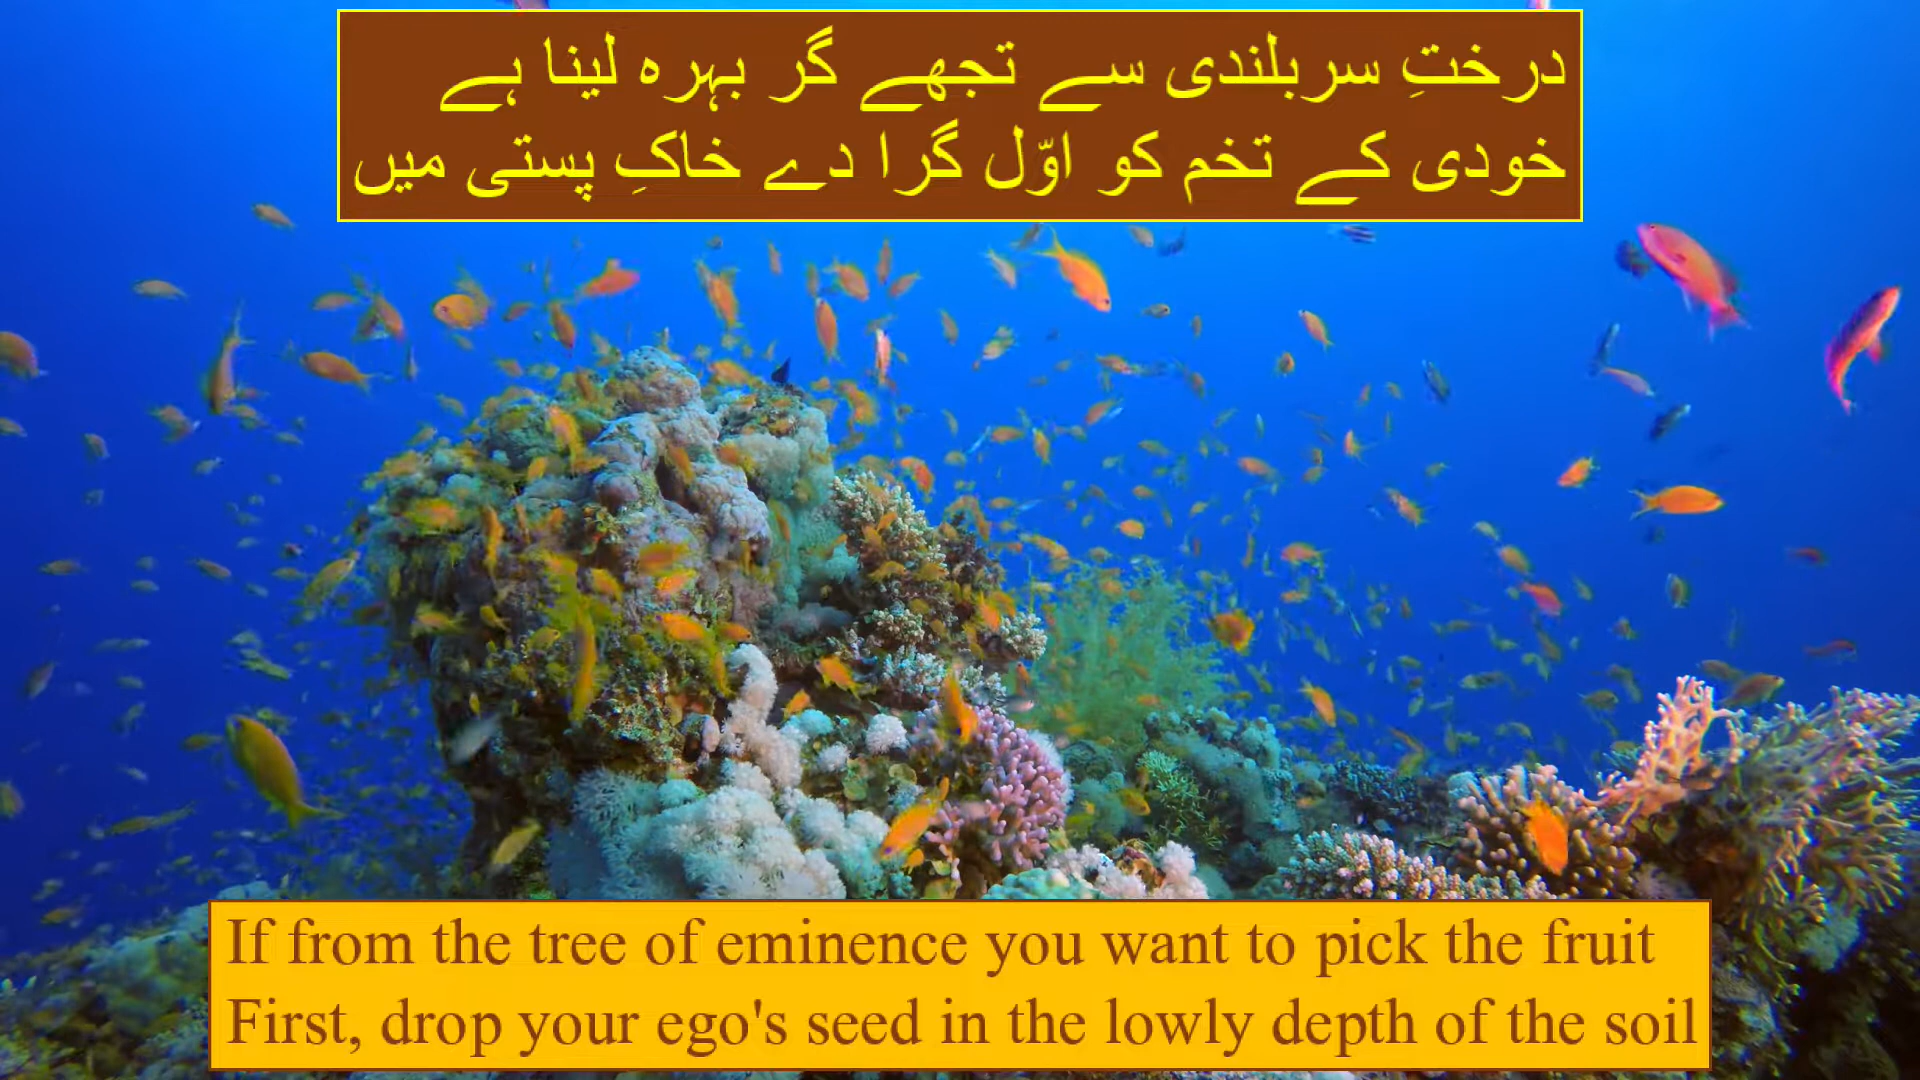 درختِ سربلندی سے تجھے گر بہرہ لینا ہے
خودی کے تخم کو اوّل گرا دے خاکِ پستی میں
If from the tree of eminence you want to pick the fruit
First, drop your ego's seed in the lowly depth of the soil